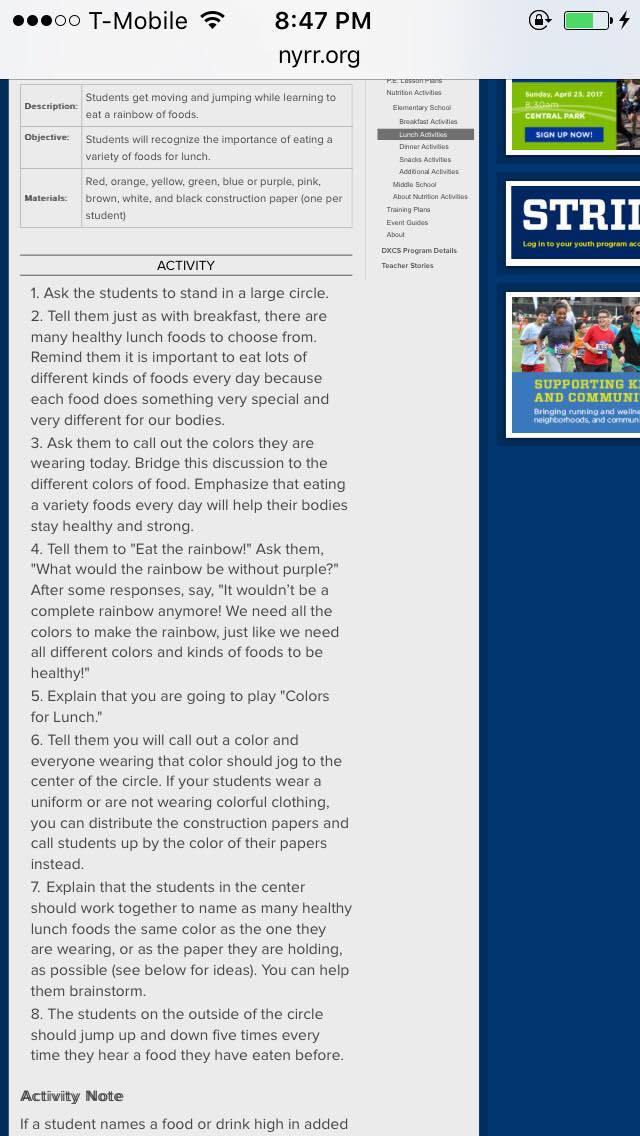 T-Mobile 8:47 PM
nyrr.org
Description: Students get moving and jumping while learning to
eat a rainbow of foods.
Objective: Students will recognize the importance of eating a
variety of foods for lunch.
Materials: Red, orange, yellow, green, blue or purple, pink,
brown, white, and black construction paper (one per
student)
ACTIVITY
1. Ask the students to stand in a large circle.
2. Tell them just as with breakfast, there are
many healthy lunch foods to choose from.
Remind them it is important to eat lots of
different kinds of foods every day because
each food does something very special and
very different for our bodies.
3. Ask them to call out the colors they are
wearing today. Bridge this discussion to the
different colors of food. Emphasize that eating
a variety foods every day will help their bodies
stay healthy and strong.
4. Tell them to "Eat the rainbow!" Ask them,
"What would the rainbow be without purple?"
After some responses, say, "It wouldn’t be a
complete rainbow anymore! We need all the
colors to make the rainbow, just like we need
all different colors and kinds of foods to be
healthy!"
5. Explain that you are going to play "Colors
for Lunch."
6. Tell them you will call out a color and
everyone wearing that color should jog to the
center of the circle. If your students wear a
uniform or are not wearing colorful clothing,
you can distribute the construction papers and
call students up by the color of their papers
instead.
7. Explain that the students in the center
should work together to name as many healthy
lunch foods the same color as the one they
are wearing, or as the paper they are holding,
as possible (see below for ideas). You can help
them brainstorm.
8. The students on the outside of the circle
should jump up and down five times every
time they hear a food they have eaten before.
Activity Note
If a student names a food or drink high in added
P.E. Lesson Plans
Nutrition Activities
Elementary School
Breakfast Activities
Lunch Activities
Dinner Activities
Snacks Activities
Additional Activities
Middle School
About Nutrition Activities
Training Plans
Event Guides
About
DXCS Program Details
Teacher Stories
Sunday, April 23, 2017
8:30am
CENTRAL PARK
SIGN UP NOW!
STRID
Log in to your youth program acc
SUPPORTING KI
AND COMMUNI
Bringing running and wellne
neighborhoods, and commun